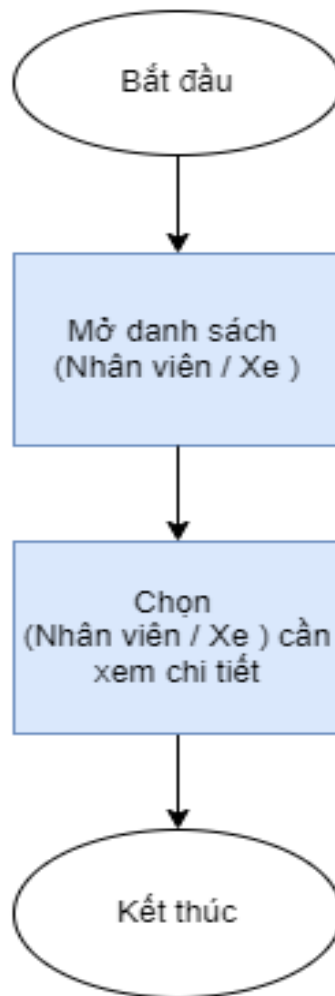 Bắt đầu
Mở danh sách
(Nhân viên / Xe )
Chọn
(Nhân viên / Xe ) cần
xem chi tiết
Kết thúc